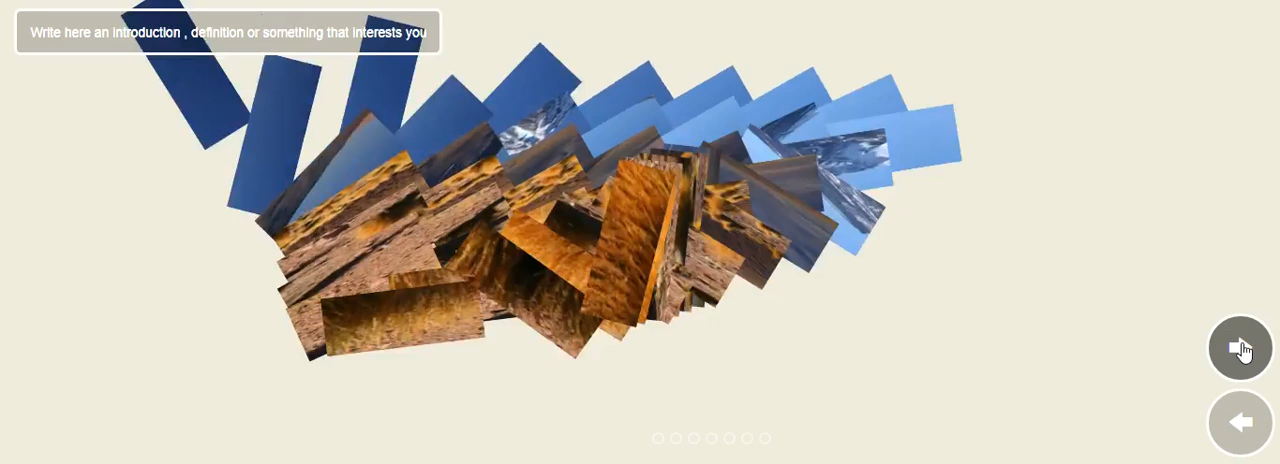 Write here an introduction , definition or something that interests you